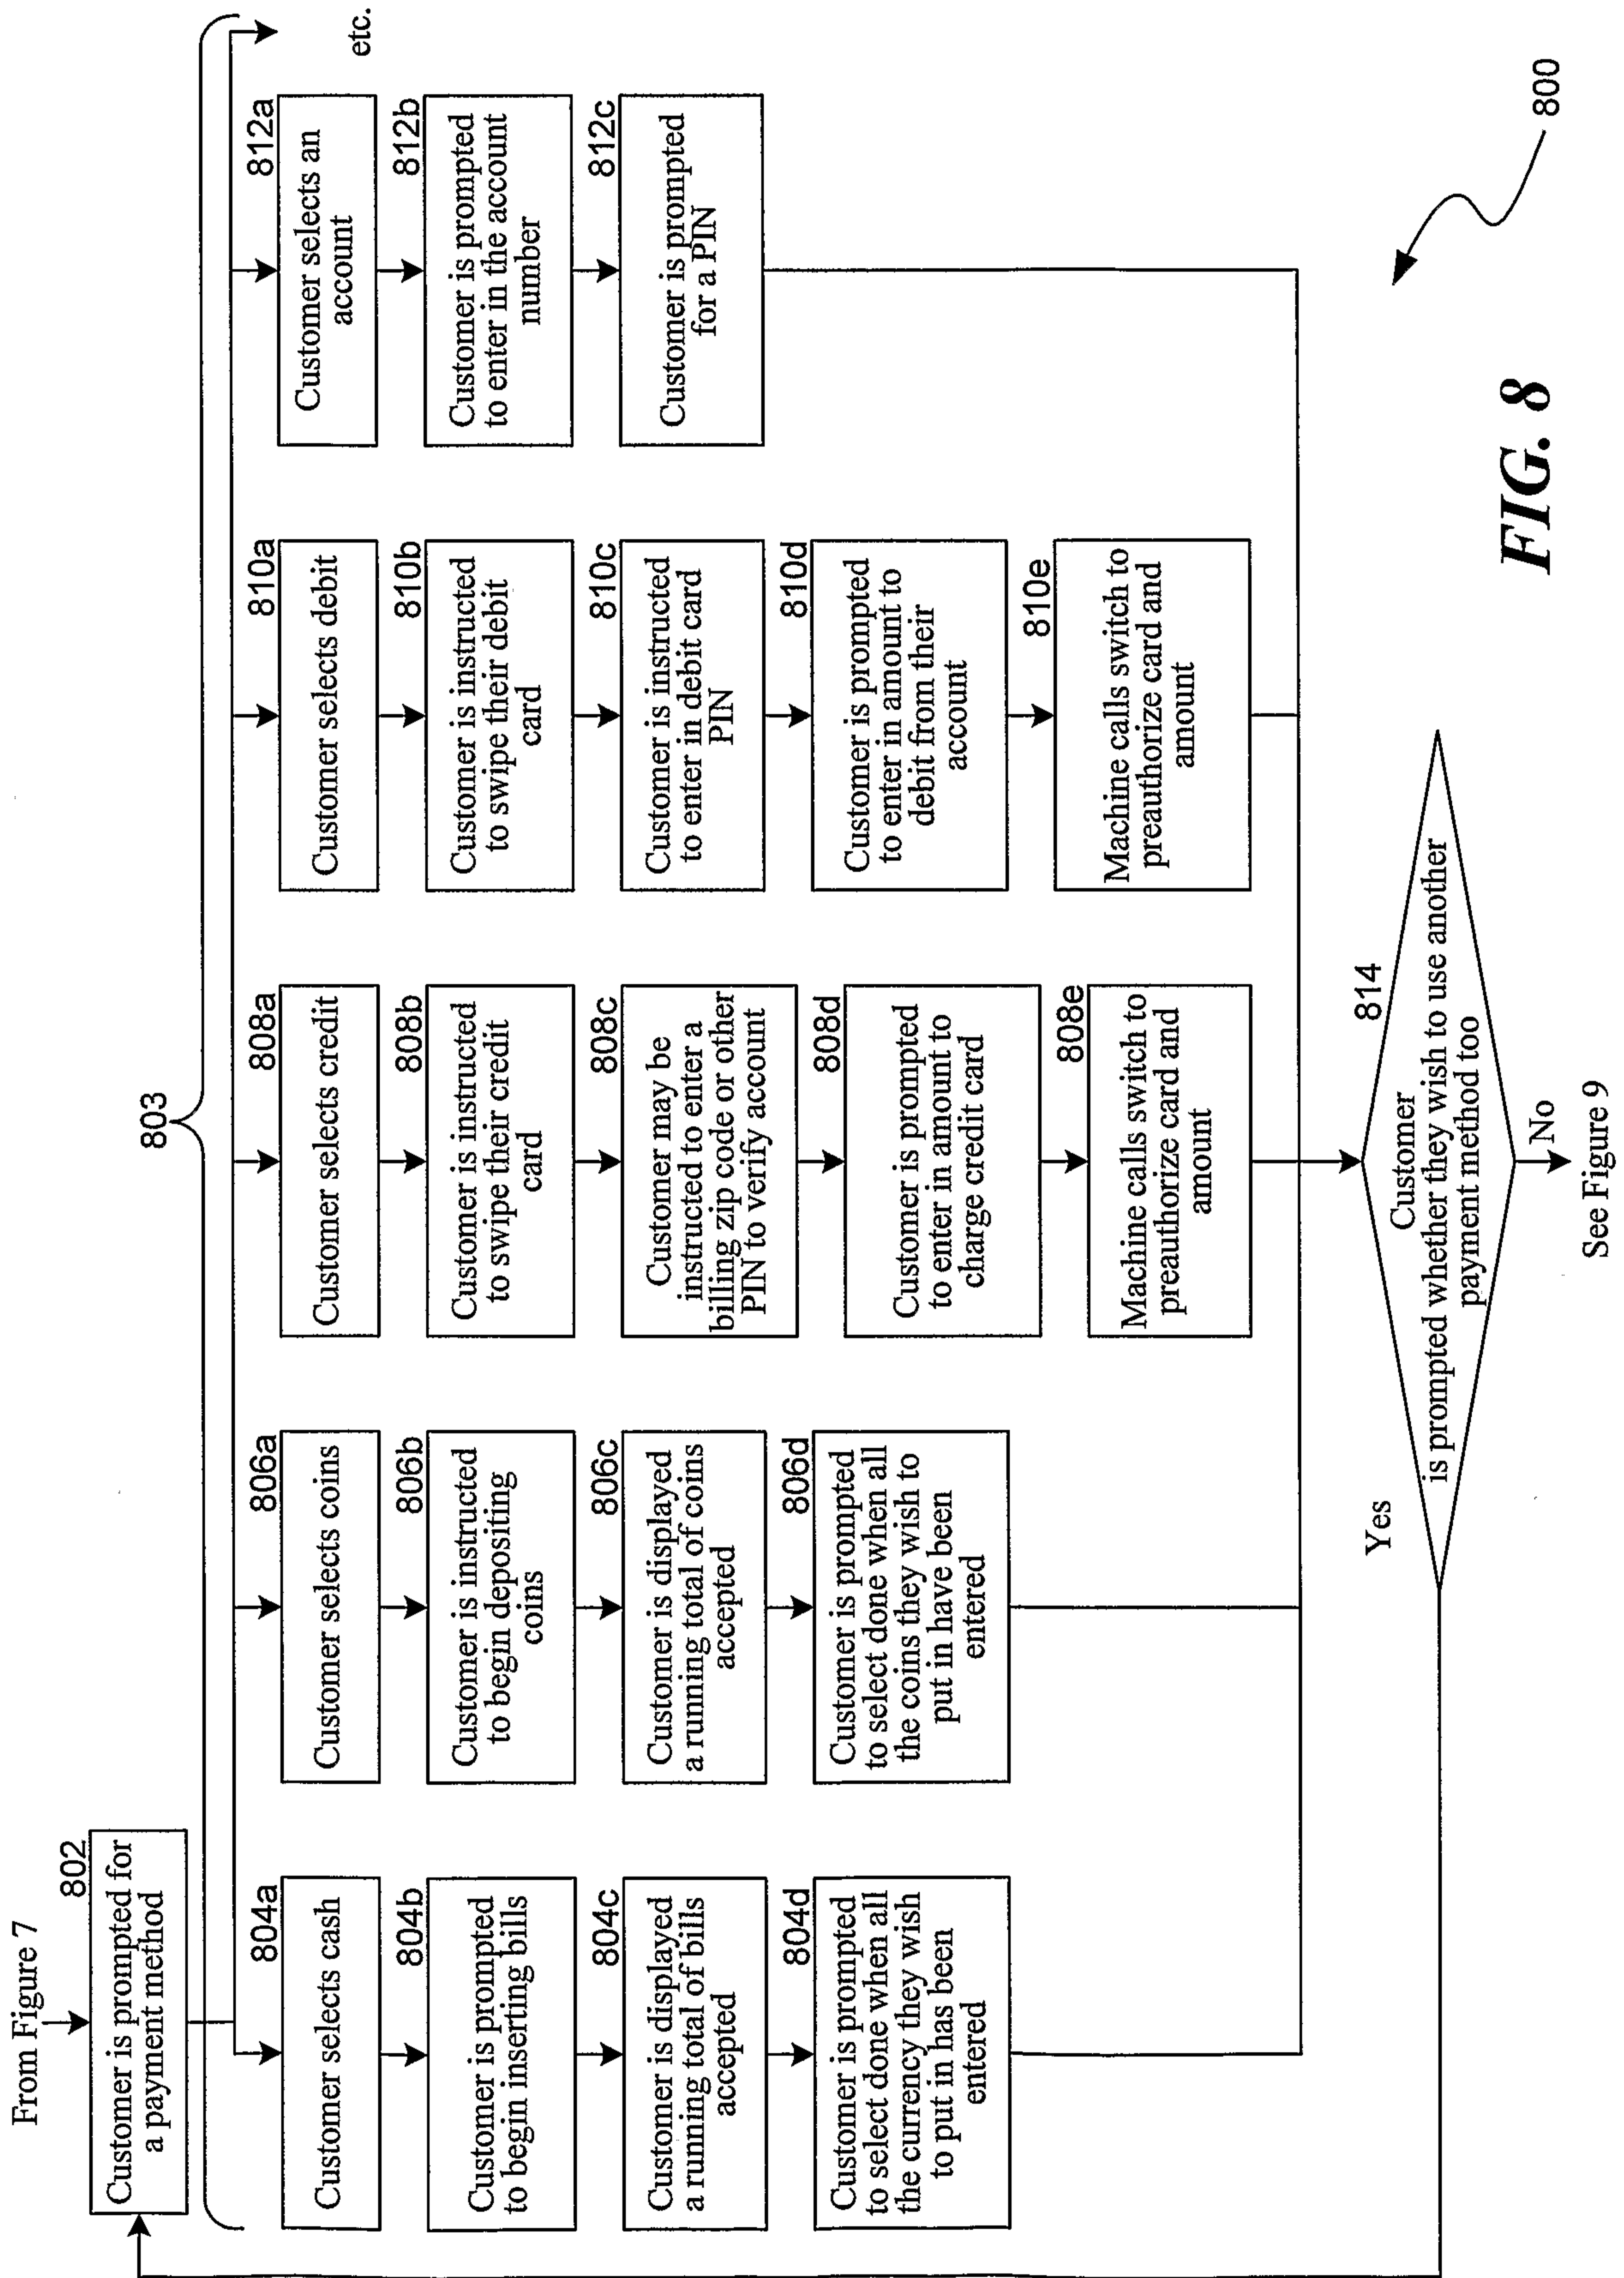 From Figure 7
802
Customer is prompted for
a payment method
803
804a
Customer selects cash
804b
Customer is prompted
to begin inserting bills
804c
Customer is displayed
a running total of bills
accepted
804d
Customer is prompted
to select done when all
the currency they wish
to put in has been
entered
806a
Customer selects coins
806b
Customer is instructed
to begin depositing
coins
806c
Customer is displayed
a running total of coins
accepted
806d
Customer is prompted
to select done when all
the coins they wish to
put in have been
entered
808a
Customer selects credit
808b
Customer is instructed
to swipe their credit
card
808c
Customer may be
instructed to enter a
billing zip code or other
PIN to verify account
808d
Customer is prompted
to enter in amount to
charge credit card
808e
Machine calls switch to
preauthorize card and
amount
810a
Customer selects debit
810b
Customer is instructed
to swipe their debit
card
810c
Customer is instructed
to enter in debit card
PIN
810d
Customer is prompted
to enter in amount to
debit from their
account
810e
Machine calls switch to
preauthorize card and
amount
812a
Customer selects an
account
812b
Customer is prompted
to enter in the account
number
812c
Customer is prompted
for a PIN
etc.
814
Customer
is prompted whether they wish to use another
payment method too
Yes
No
See Figure 9
800
FIG. 8